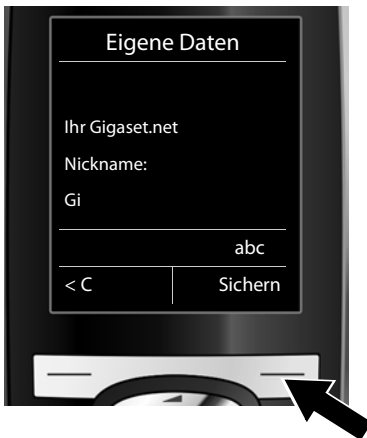 Eigene Daten
Ihr Gigaset.net
Nickname:
Gi
abc
< C Sichern